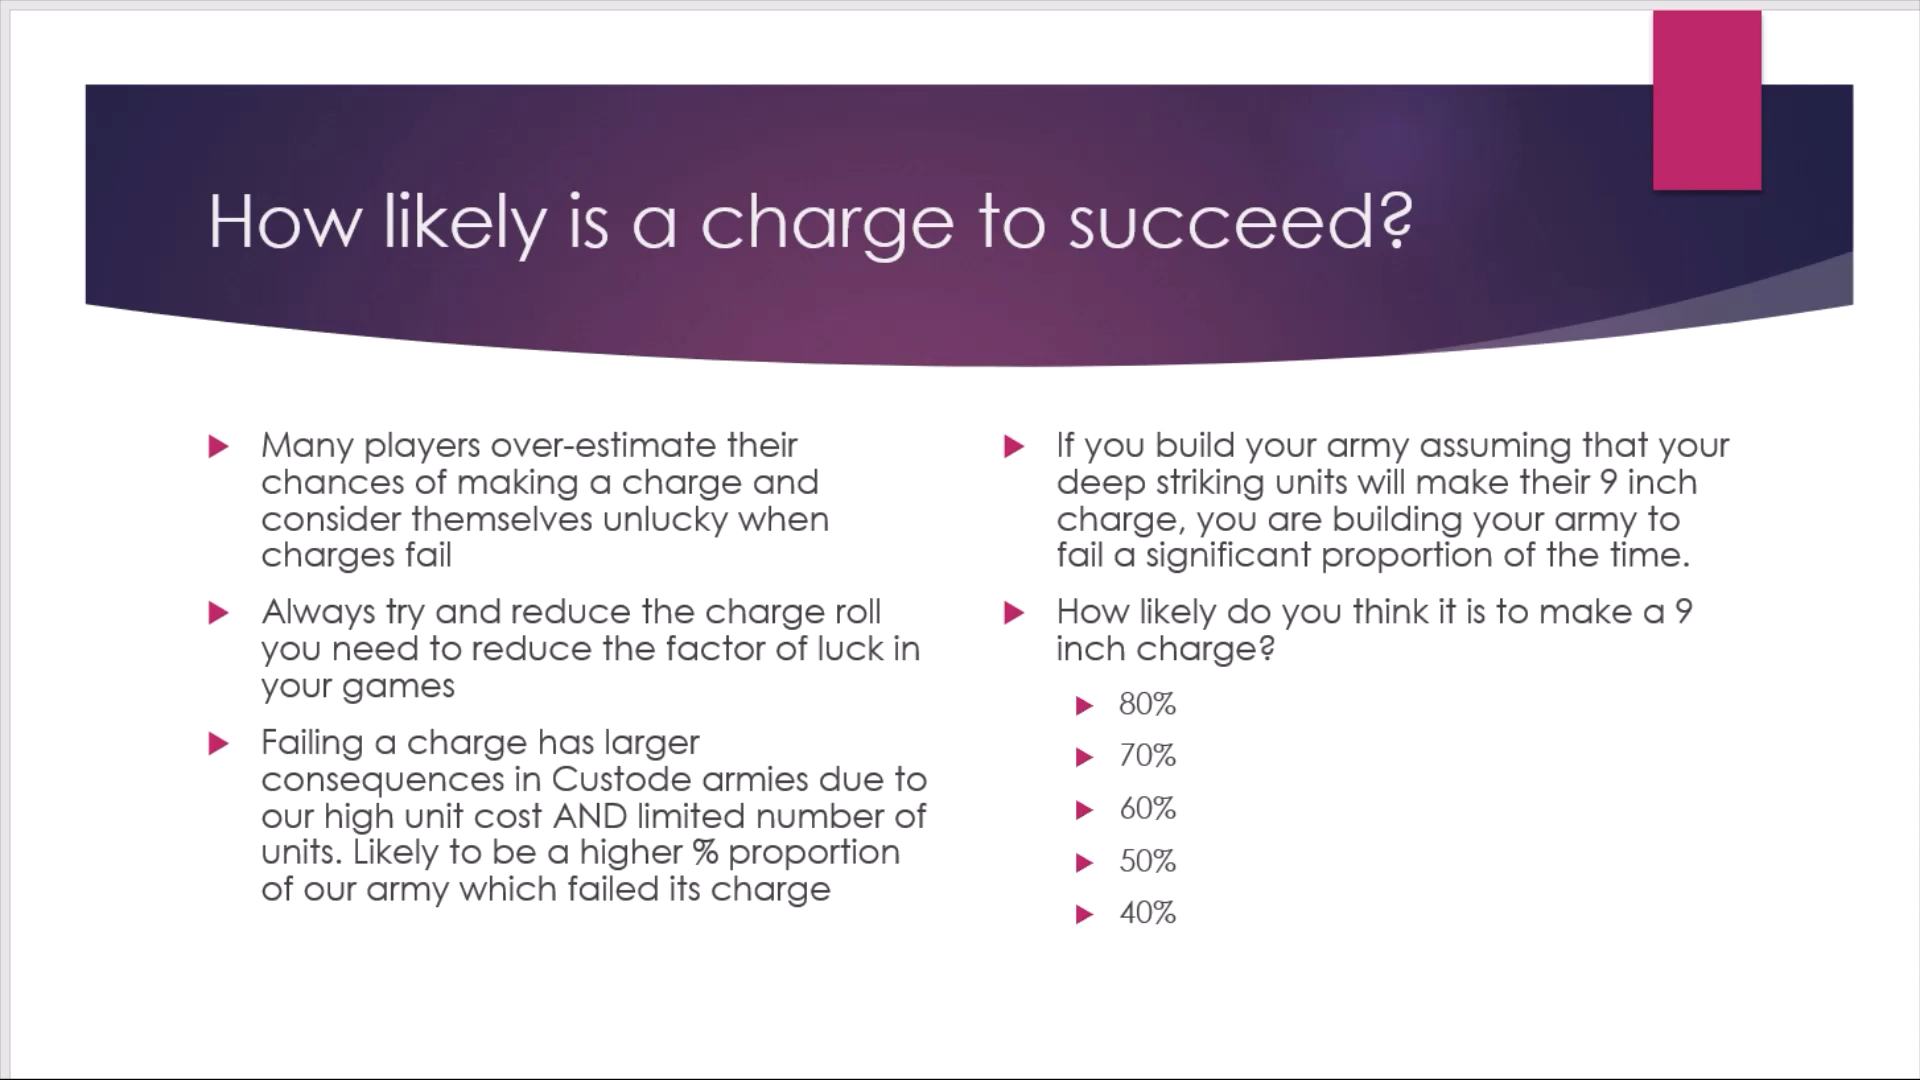 How likely is a charge to succeed?
Many players over-estimate their
chances of making a charge and
consider themselves unlucky when
charges fail
Always try and reduce the charge roll
you need to reduce the factor of luck in
your games
Failing a charge has larger
consequences in Custode armies due to
our high unit cost AND limited number of
units. Likely to be a higher % proportion
of our army which failed its charge
If you build your army assuming that your
deep striking units will make their 9 inch
charge, you are building your army to
fail a significant proportion of the time.
How likely do you think it is to make a 9
inch charge?
80%
70%
60%
50%
40%